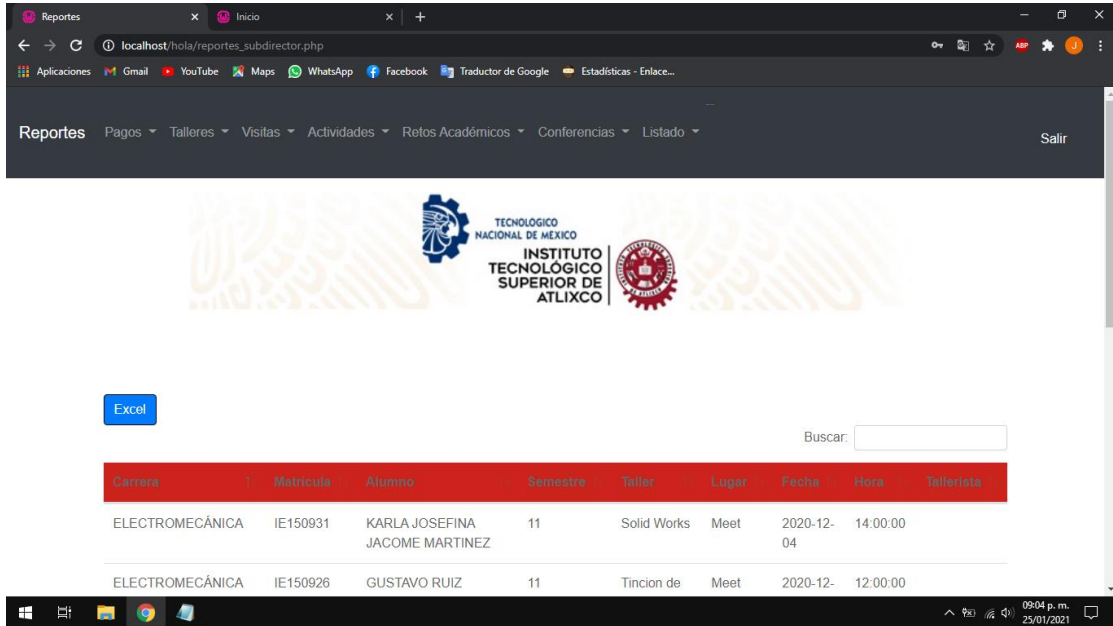 Reportes
Inicio
localhost/hola/reportes_subdirector.php
ABP
J
Aplicaciones Gmail YouTube Maps WhatsApp Facebook Traductor de Google Estadísticas - Enlace...
Reportes Pagos Talleres Visitas Actividades Retos Académicos Conferencias Listado
Salir
TECNOLOGICO
NACIONAL DE MEXICO
INSTITUTO
TECNOLÓGICO
SUPERIOR DE
ATLIXCO
Excel
Buscar:
Carrera Matricula Alumno Semestre Taller Lugar Fecha Hora Tallerista
ELECTROMECÁNICA IE150931 KARLA JOSEFINA 11 Solid Works Meet 2020-12- 14:00:00
JACOME MARTINEZ 04
ELECTROMECÁNICA IE150926 GUSTAVO RUIZ 11 Tincion de Meet 2020-12- 12:00:00
09:04 p. m.
25/01/2021